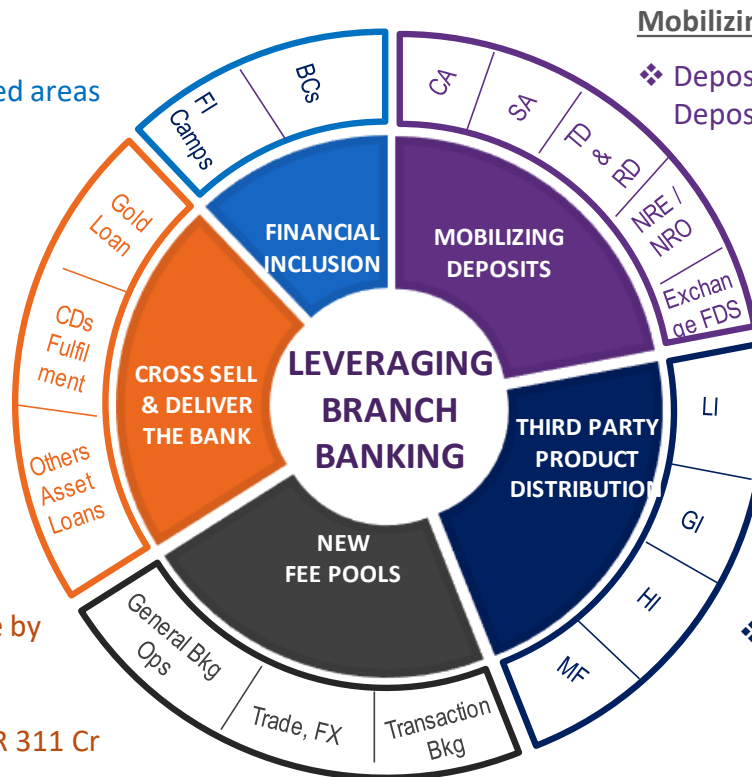 Mobilizin
❖ Depos
Depos
ed areas
FI
Camps
BCs
CA
SA
TD
&
RD
NRE /
NRO
Exchan
ge FDS
Gold
Loan
CDs
Fulfil
ment
Others
Asset
Loans
FINANCIAL
INCLUSION
MOBILIZING
DEPOSITS
CROSS SELL
& DELIVER
THE BANK
LEVERAGING
BRANCH
BANKING
THIRD PARTY
PRODUCT
DISTRIBUTION
NEW
FEE POOLS
LI
GI
HI
MF
General Bkg
Ops
Trade, FX
Transaction
Bkg
e by
❖
R 311 Cr